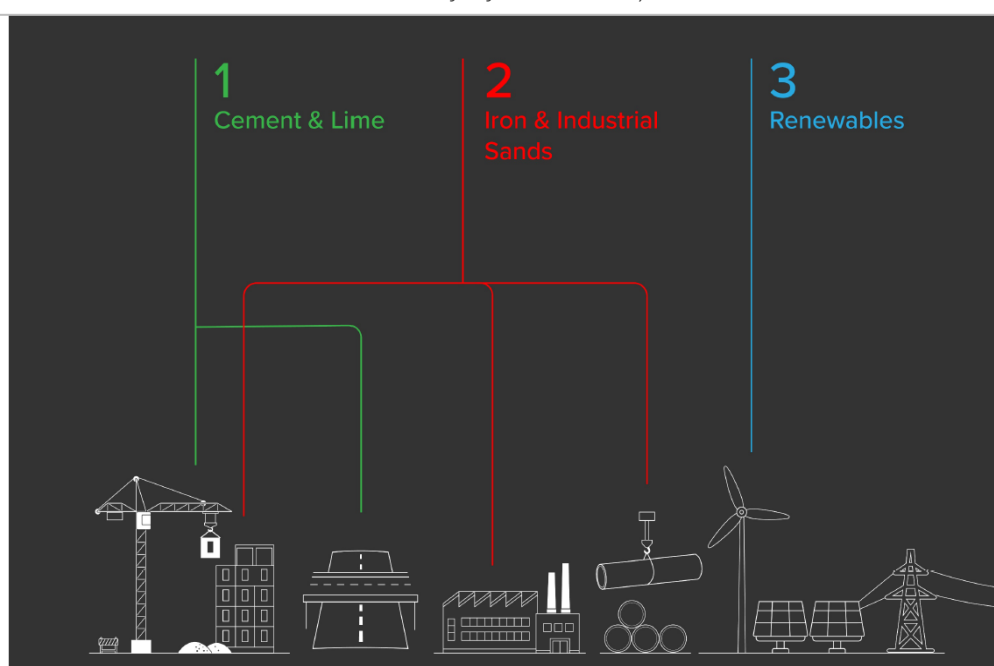 1
Cement & Lime
2
Iron & Industrial
Sands
3
Renewables